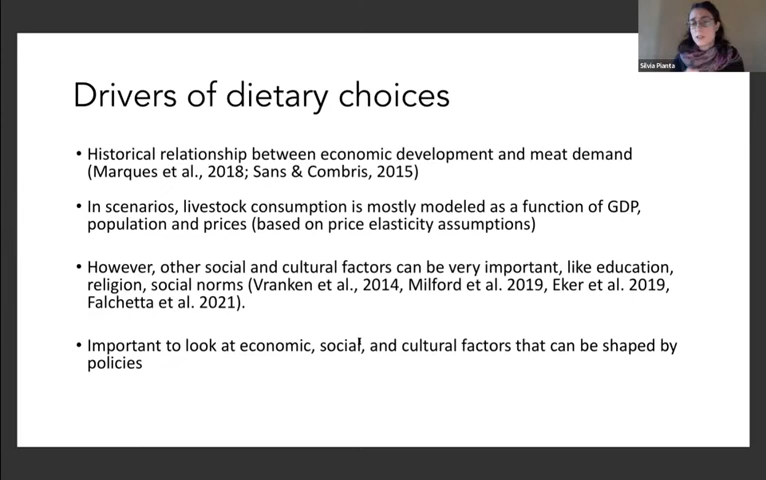 Silvia Pianta
Drivers of dietary choices
• Historical relationship between economic development and meat demand
(Marques et al., 2018; Sans & Combris, 2015)
• In scenarios, livestock consumption is mostly modeled as a function of GDP,
population and prices (based on price elasticity assumptions)
• However, other social and cultural factors can be very important, like education,
religion, social norms (Vranken et al., 2014, Milford et al. 2019, Eker et al. 2019,
Falchetta et al. 2021).
• Important to look at economic, social, and cultural factors that can be shaped by
policies